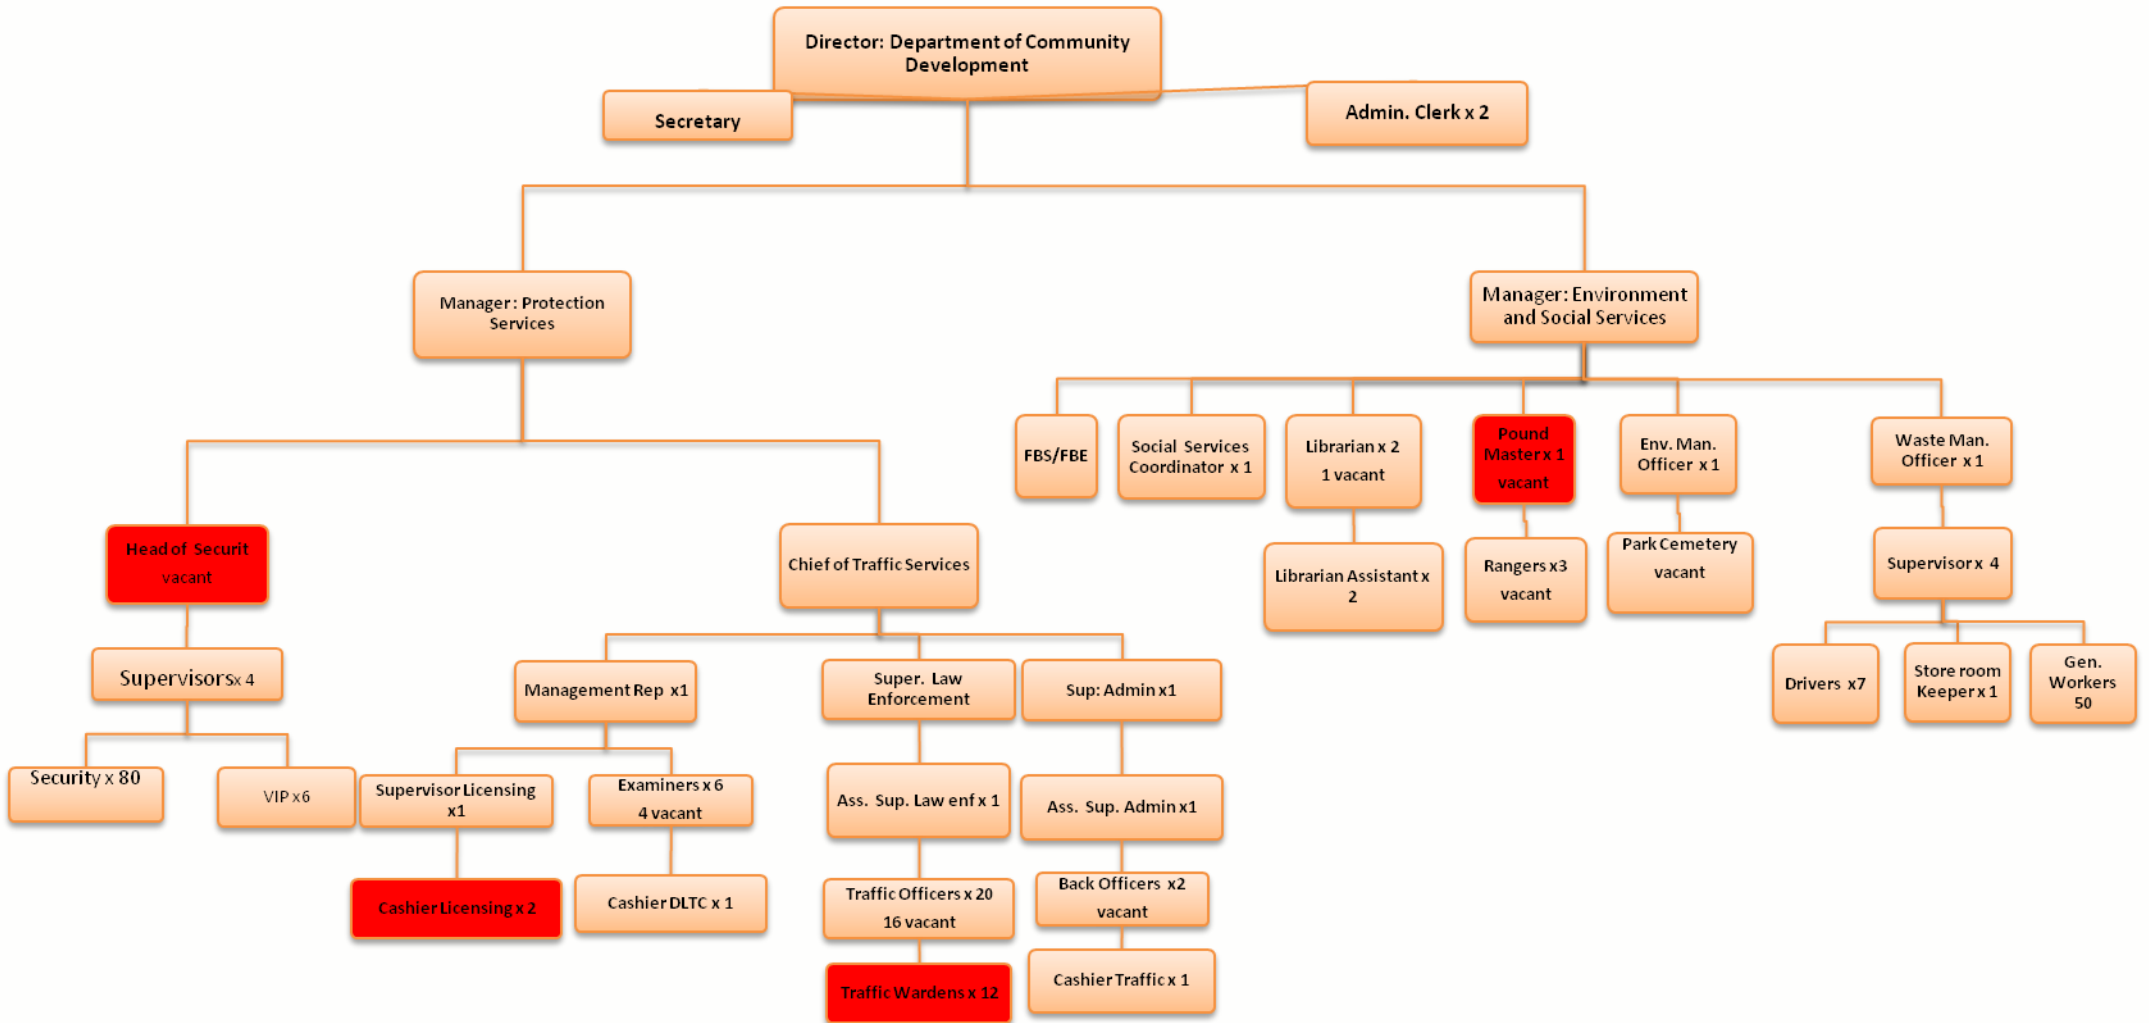 Director: Department of Community
Development
Secretary
Admin. Clerk x 2
Manager: Protection
Services
Manager: Environment
and Social Services
FBS/FBE
Social Services
Coordinator x 1
Librarian x 2
1 vacant
Pound
Master x 1
vacant
Env. Man.
Officer x 1
Waste Man.
Officer x 1
Head of Securit
vacant
Chief of Traffic Services
Librarian Assistant x
2
Rangers x3
vacant
Park Cemetery
vacant
Supervisor x 4
Supervisors x 4
Management Rep x1
Super. Law
Enforcement
Sup: Admin x1
Drivers x7
Store room
Keeper x 1
Gen.
Workers
50
Security x 80
VIP x6
Supervisor Licensing
x1
Examiners x 6
4 vacant
Ass. Sup. Law enf x 1
Ass. Sup. Admin x1
Cashier Licensing x 2
Cashier DLTC x 1
Traffic Officers x 20
16 vacant
Back Officers x2
vacant
Traffic Wardens x 12
Cashier Traffic x 1